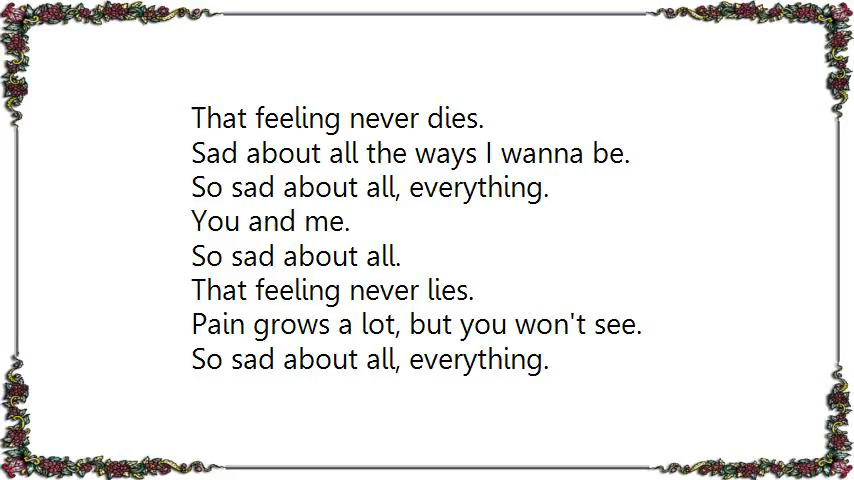 That feeling never dies.
Sad about all the ways I wanna be.
So sad about all, everything.
You and me.
So sad about all.
That feeling never lies.
Pain grows a lot, but you won't see.
So sad about all, everything.